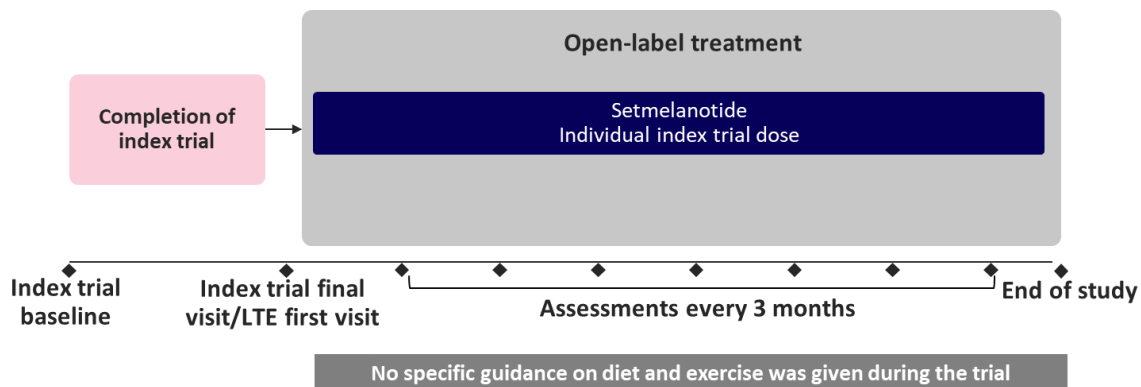 Open-label treatment
Completion of
index trial
Setmelanotide
Individual index trial dose
Index trial
baseline
Index trial final
visit/LTE first visit
Assessments every 3 months
End of study
No specific guidance on diet and exercise was given during the trial